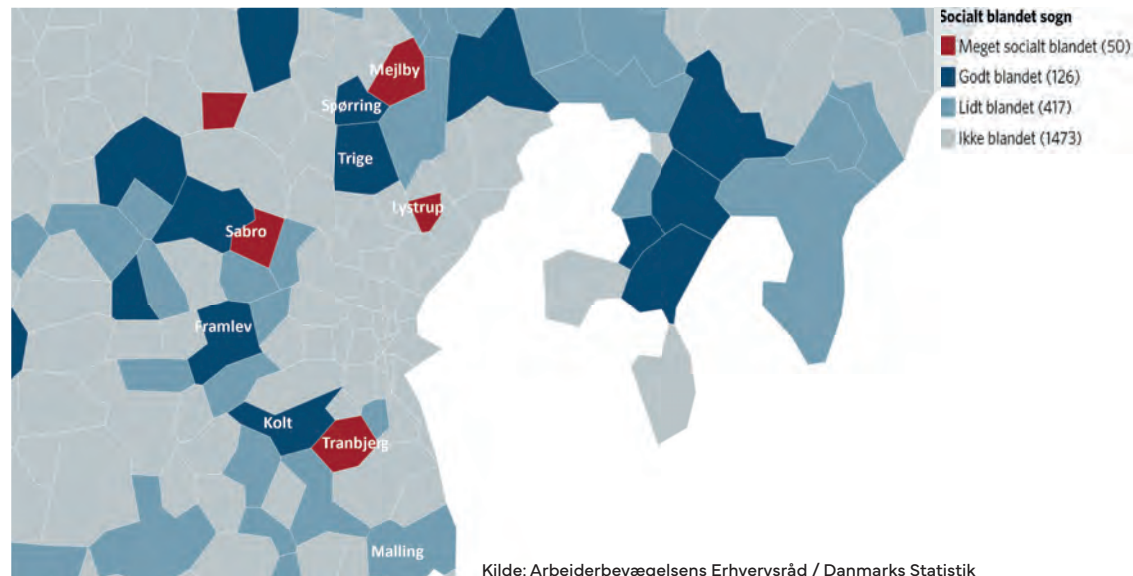 Socialt blandet sogn
Meget socialt blandet (50)
Godt blandet (126)
Lidt blandet (417)
Ikke blandet (1473)
Mejlby
Spørring
Trige
Lystrup
Sabro
Framlev
Kolt
Tranbjerg
Malling
Kilde: Arbejderbevægelsens Erhvervsråd / Danmarks Statistik